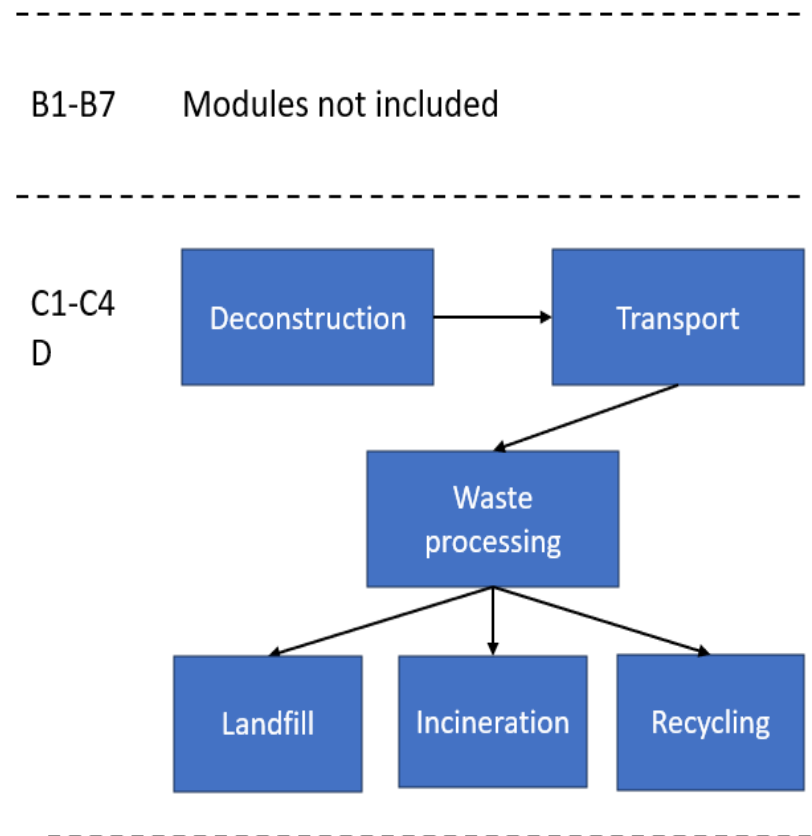 B1-B7 Modules not included
C1-C4
D
Deconstruction
Transport
Waste
processing
Landfill
Incineration
Recycling